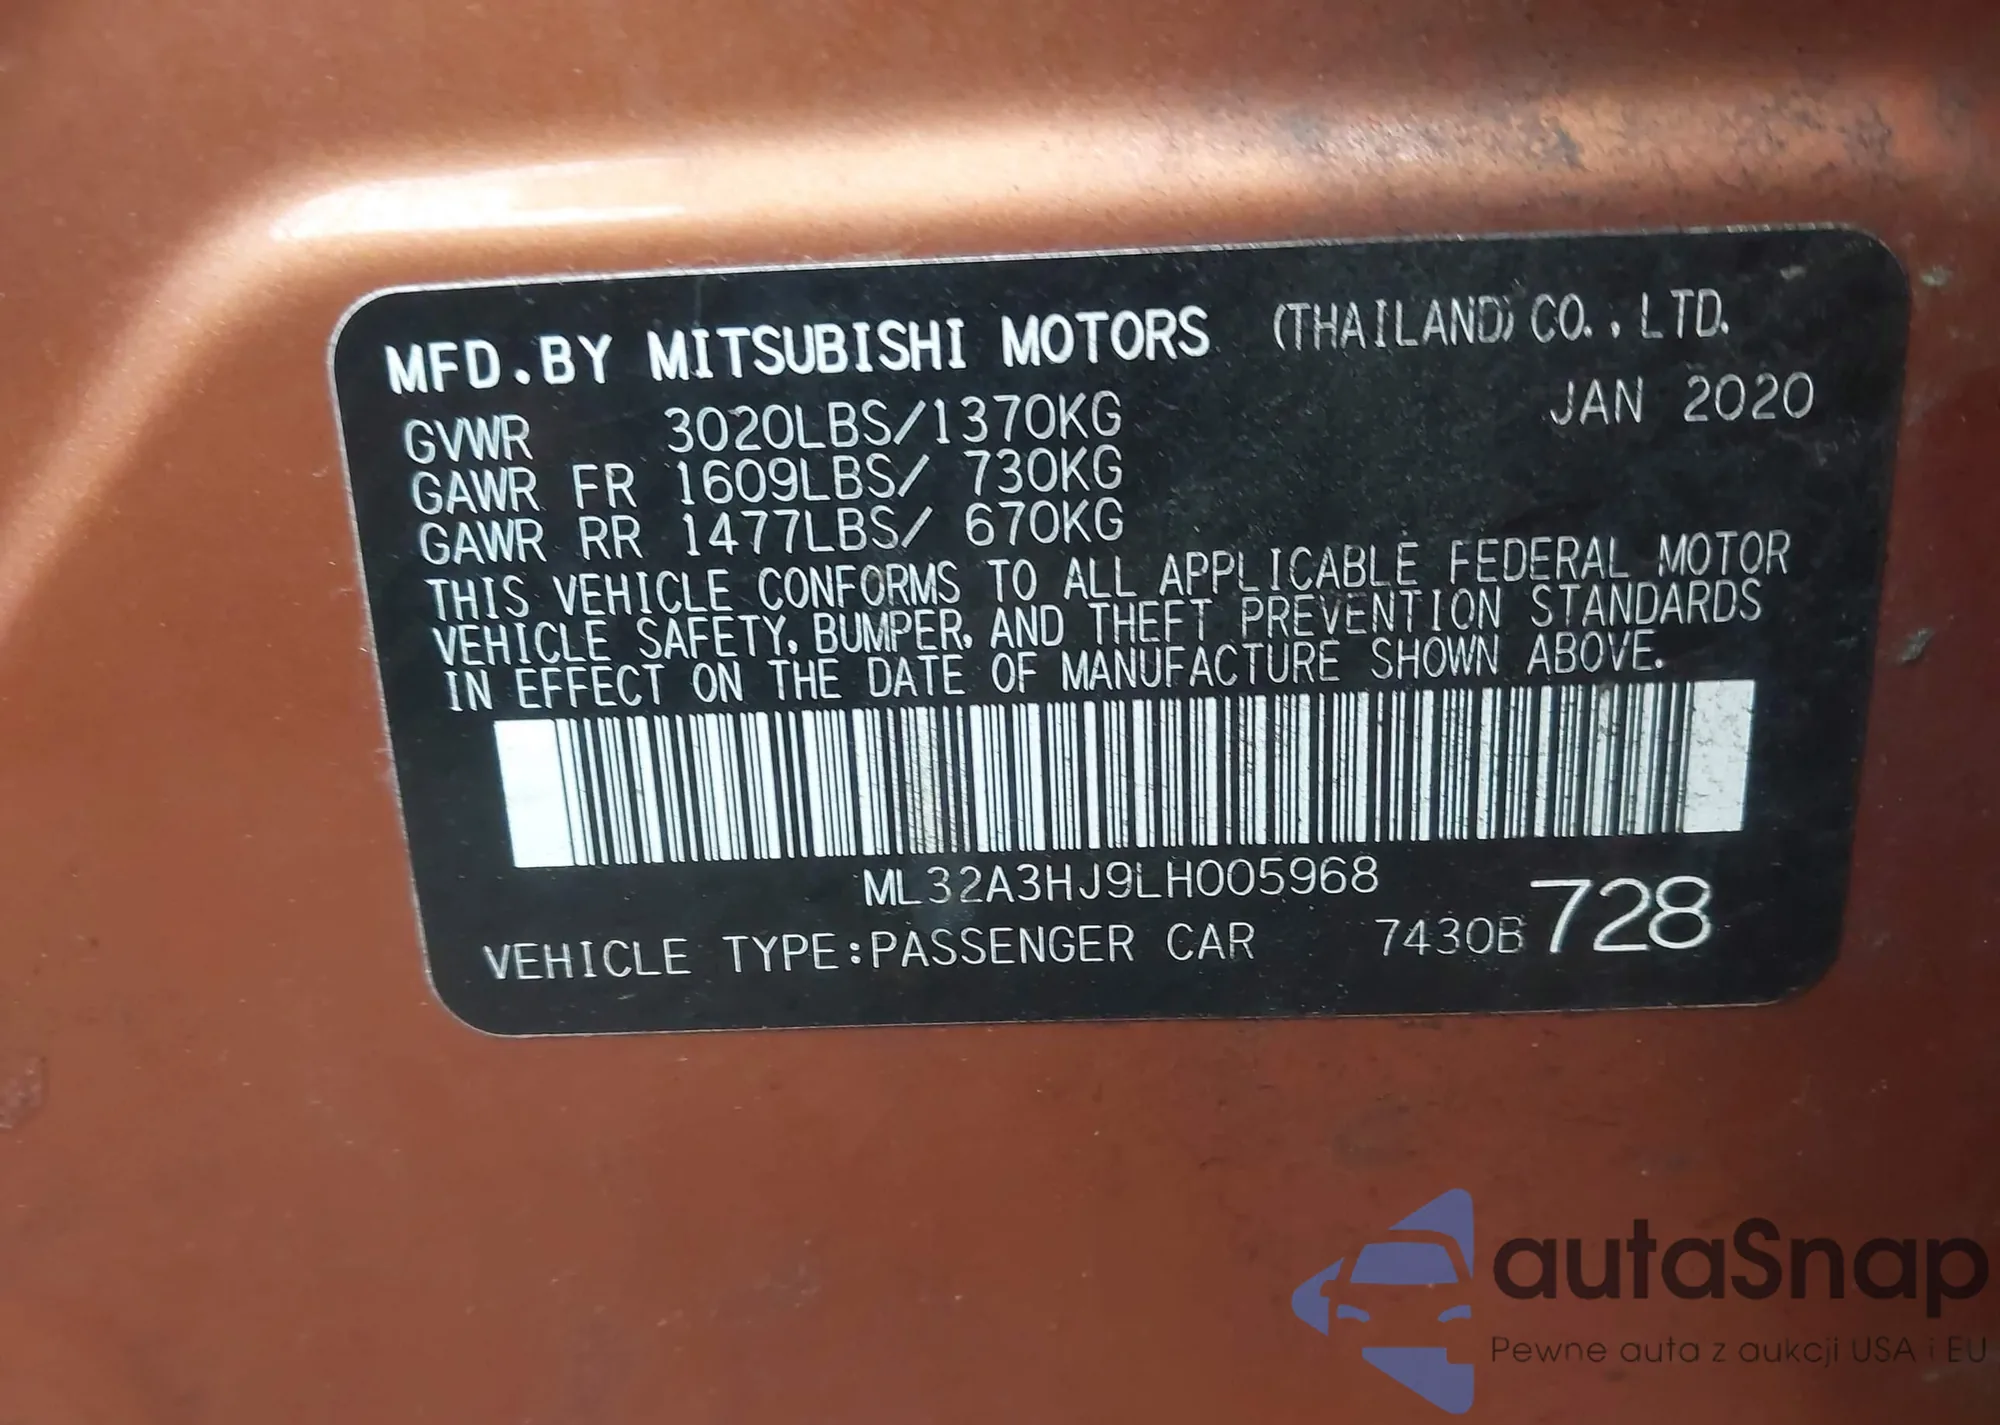 MFD.BY MITSUBISHI MOTORS (THAILAND) CO.,LTD.
JAN 2020
GVWR 3020LBS/1370KG
GAWR FR 1609LBS/ 730KG
GAWR RR 1477LBS/ 670KG
THIS VEHICLE CONFORMS TO ALL APPLICABLE FEDERAL MOTOR
VEHICLE SAFETY, BUMPER, AND THEFT PREVENTION STANDARDS
IN EFFECT ON THE DATE OF MANUFACTURE SHOWN ABOVE.
ML32A3HJ9LH005968
VEHICLE TYPE:PASSENGER CAR 7430B 728
autaSnap
Pewne auta z aukcji USA i EU